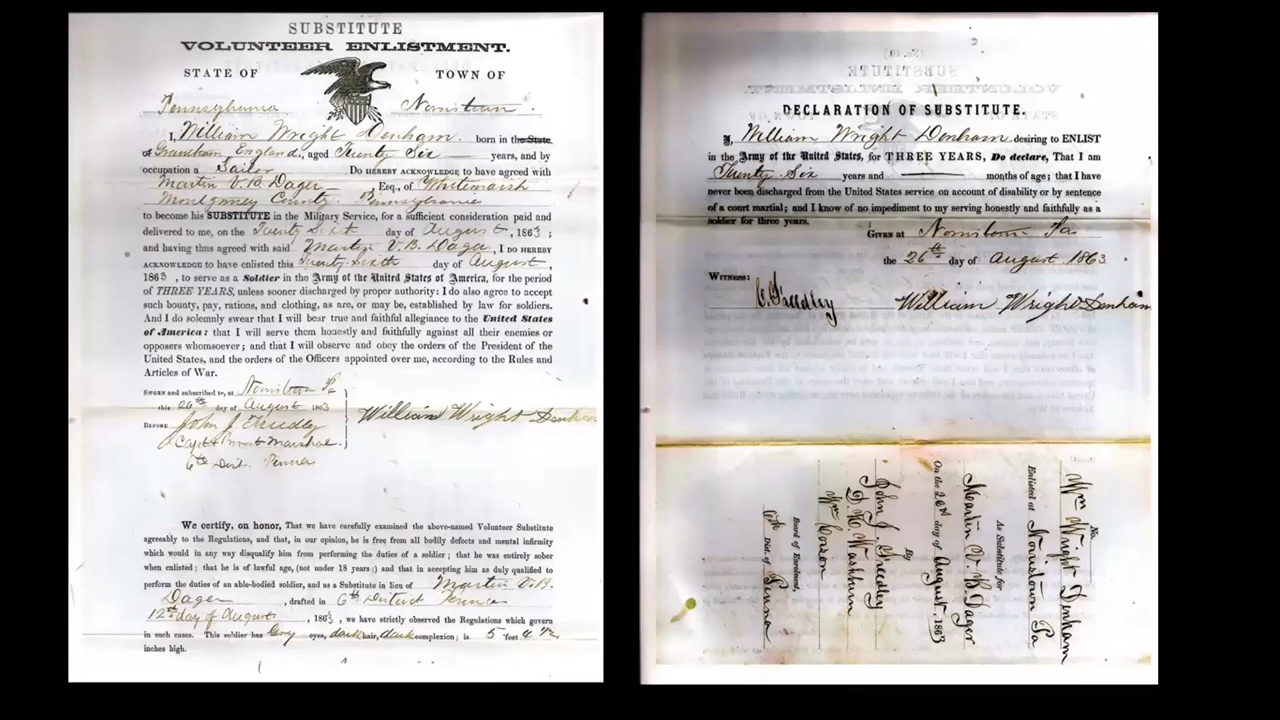 SUBSTITUTE
VOLUNTEER ENLISTMENT.
STATE OF TOWN OF
Pennsylvania Norristown
I, William Wright Denham. born in the State
of Grantham England, aged Twenty Six years, and by
occupation a Sailor Do HEREBY ACKNOWLEDGE to have agreed with
Martin V. B. Dager Esq., of Whitemarsh
Montgomery County. Pennsylvania
to become his SUBSTITUTE in the Military Service, for a sufficient consideration paid and
delivered to me, on the day of August, 1863;
and having thus agreed with said Martin V. B. Dager, I DO HEREBY
ACKNOWLEDGE to have enlisted this Twenty Sixth day of August,
1863, to serve as a Soldier in the Army of the United States of America, for the period
of THREE YEARS, unless sooner discharged by proper authority: I do also agree to accept
such bounty, pay, rations, and clothing, as are, or may be, established by law for soldiers.
And I do solemnly swear that I will bear true and faithful allegiance to the United States
of America: that I will serve them honestly and faithfully against all their enemies or
opposers whomsoever; and that I will observe and obey the orders of the President of the
United States, and the orders of the Officers appointed over me, according to the Rules and
Articles of War.
SWORN and subscribed to, at Norristown Pa
this 26th day of August 1863
BEFORE John J Freedley
Capt & Provost Marshal.
6th Dist. Penna
William Wright Denham
We certify, on honor, That we have carefully examined the above-named Volunteer Substitute
agreeably to the Regulations, and that, in our opinion, he is free from all bodily defects and mental infirmity
which would in any way disqualify him from performing the duties of a soldier; that he was entirely sober
when enlisted; that he is of lawful age, (not under 18 years;) and that in accepting him as duly qualified to
perform the duties of an able-bodied soldier, and as a Substitute in lieu of Martin V. B.
Dager, drafted in 6th District Penna
12th day of August, 1863, we have strictly observed the Regulations which govern
in such cases. This soldier has Grey eyes, dark hair, dark complexion; is 5 feet 4 1/2
inches high.
DECLARATION OF SUBSTITUTE.
I, William Wright Denham. desiring to ENLIST
in the Army of the United States, for THREE YEARS, Do declare, That I am
Twenty Six years and months of age; that I have
never been discharged from the United States service on account of disability or by sentence
of a court martial; and I know of no impediment to my serving honestly and faithfully as a
soldier for three years.
GIVEN AT Norristown Pa
the 26th day of August 1863
WITNESS:
C. Freedley William Wright Denham
No.
Wm Wright Denham
Enlisted at Norristown Pa
As Substitute for
Martin V. B Dager
On the 26th day of August, 1863
By
John J. Freedley
D. Washburn
Wm Corson
Board of Enrolment,
6th Dist. of Penna